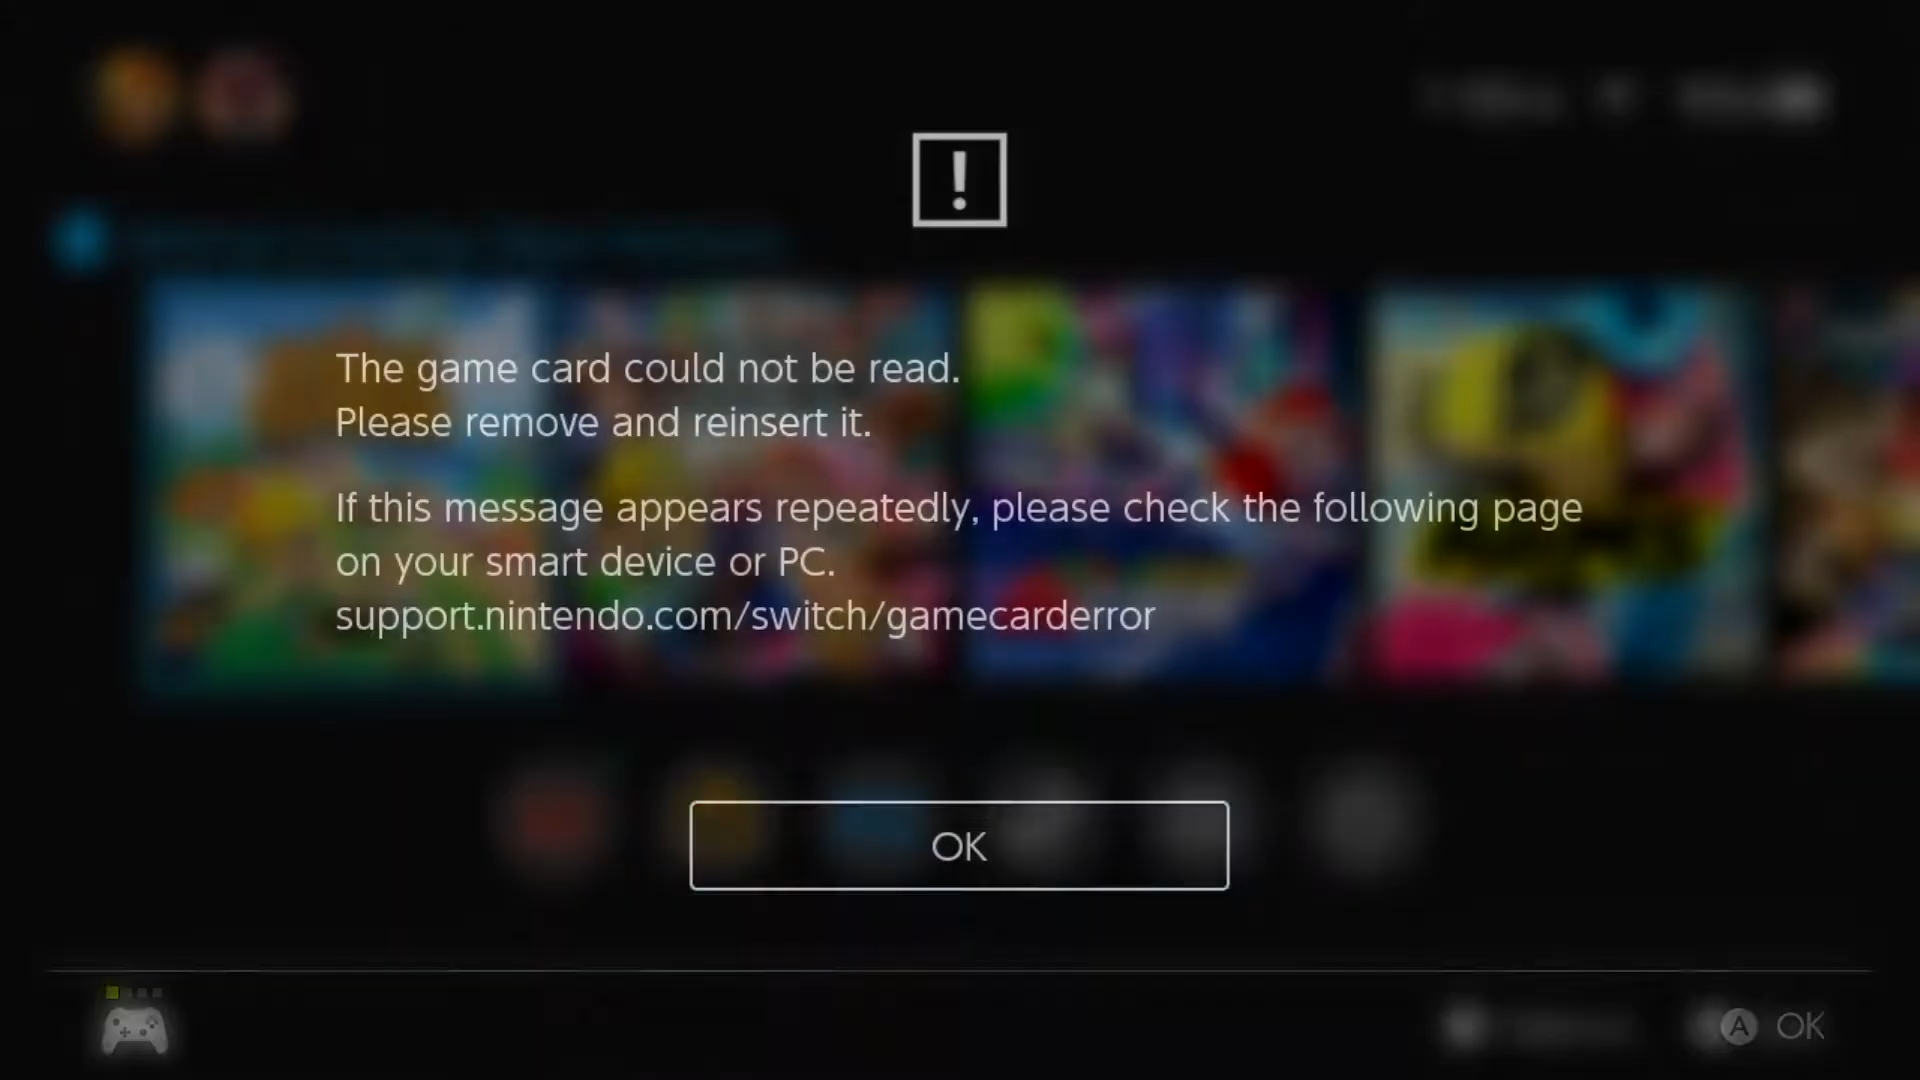 !
The game card could not be read.
Please remove and reinsert it.
If this message appears repeatedly, please check the following page
on your smart device or PC.
support.nintendo.com/switch/gamecarderror
OK
A OK